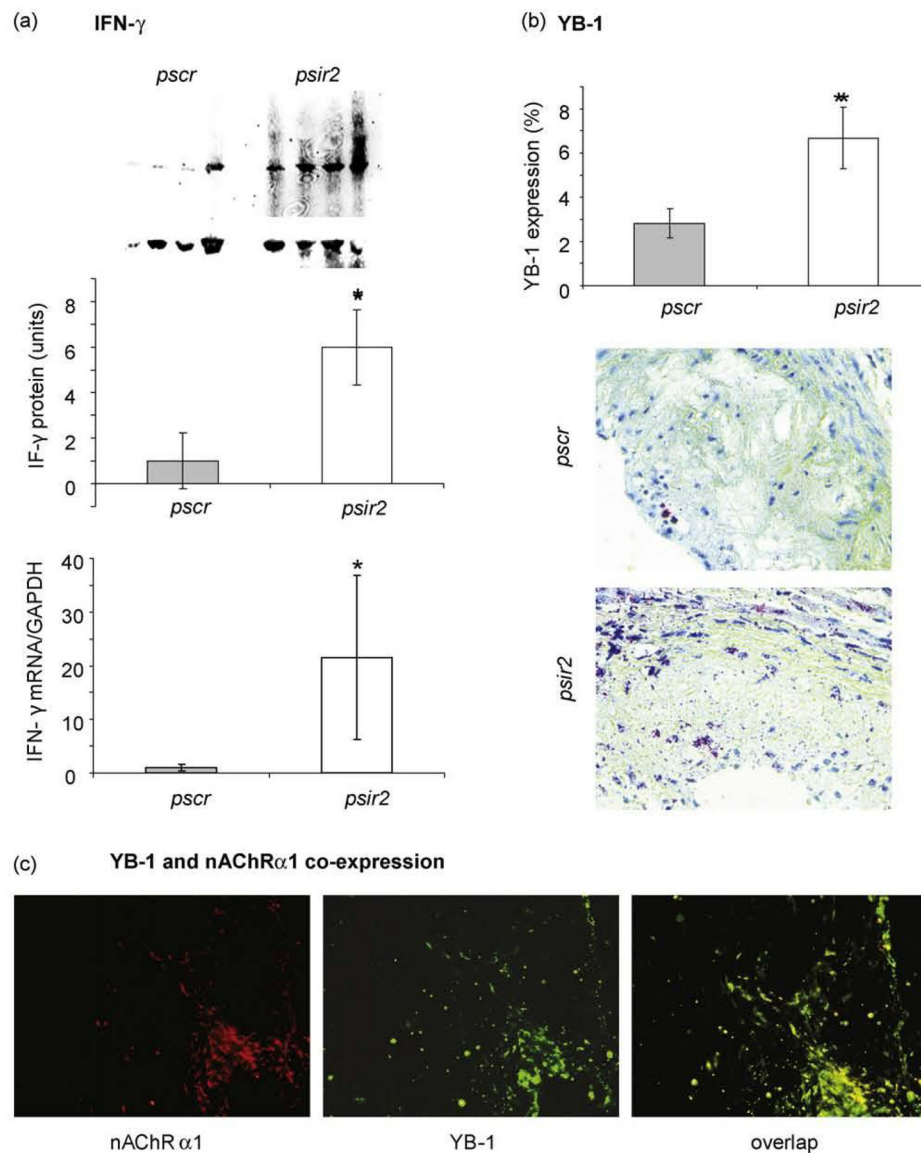 (a) IFN-γ
pscr psir2
8
6
4
2
0
IF-γ protein (units)
*
pscr psir2
40
30
20
10
0
IFN- γ mRNA/GAPDH
*
pscr psir2
(b) YB-1
8
6
4
2
0
YB-1 expression (%)
*
pscr psir2
pscr
psir2
(c) YB-1 and nAChRα1 co-expression
nAChR α1 YB-1 overlap